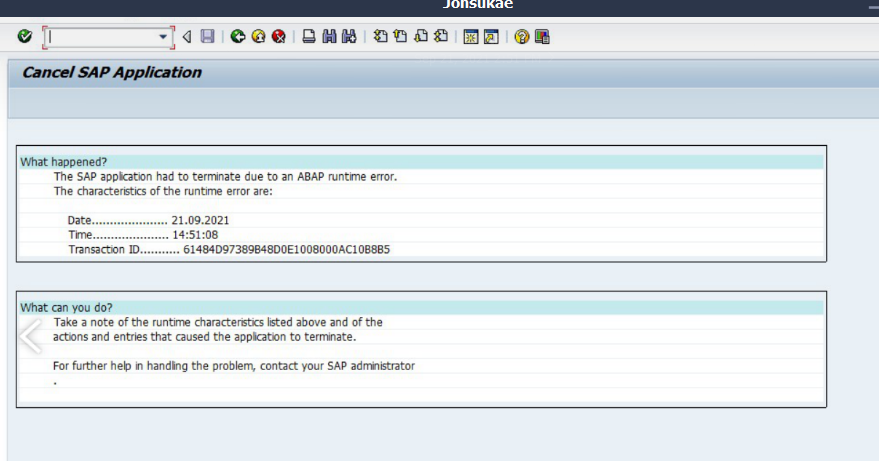 Jonsukae
Cancel SAP Application
What happened?
The SAP application had to terminate due to an ABAP runtime error.
The characteristics of the runtime error are:
Date..................... 21.09.2021
Time..................... 14:51:08
Transaction ID........... 61484D97389B48D0E1008000AC10B8B5
What can you do?
Take a note of the runtime characteristics listed above and of the
actions and entries that caused the application to terminate.
For further help in handling the problem, contact your SAP administrator
.